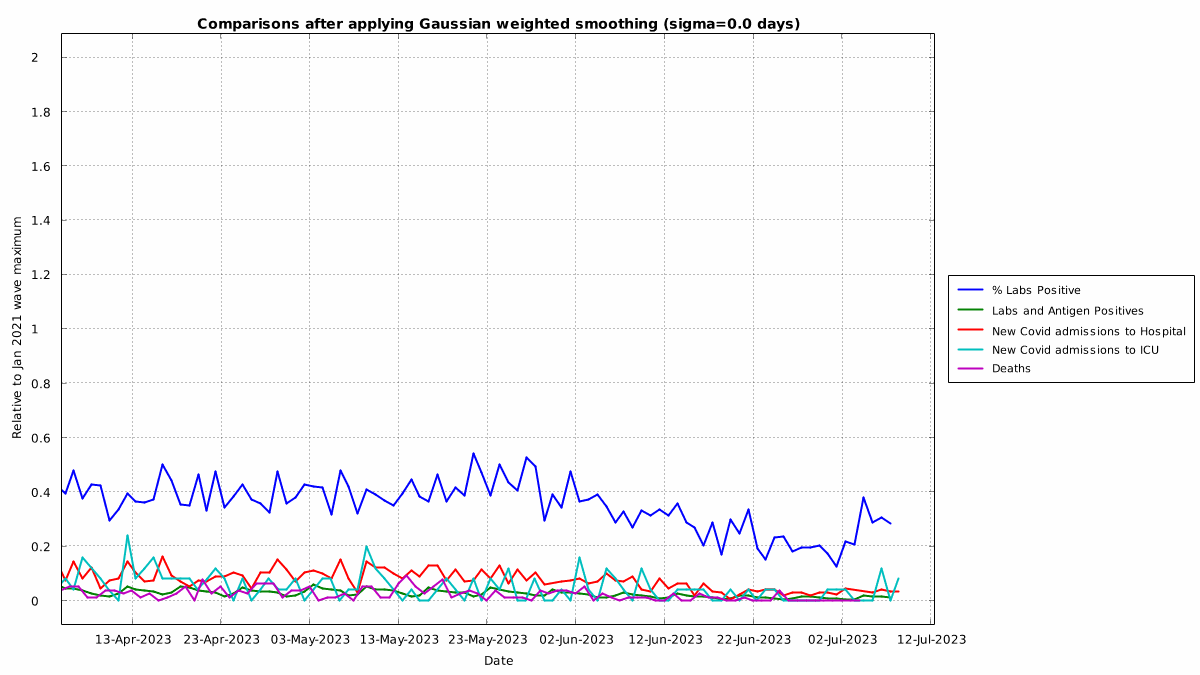 Comparisons after applying Gaussian weighted smoothing (sigma=0.0 days)
2
1.8
1.6
1.4
1.2
1
0.8
0.6
0.4
0.2
0
Relative to Jan 2021 wave maximum
13-Apr-2023 23-Apr-2023 03-May-2023 13-May-2023 23-May-2023 02-Jun-2023 12-Jun-2023 22-Jun-2023 02-Jul-2023 12-Jul-2023
Date
% Labs Positive
Labs and Antigen Positives
New Covid admissions to Hospital
New Covid admissions to ICU
Deaths